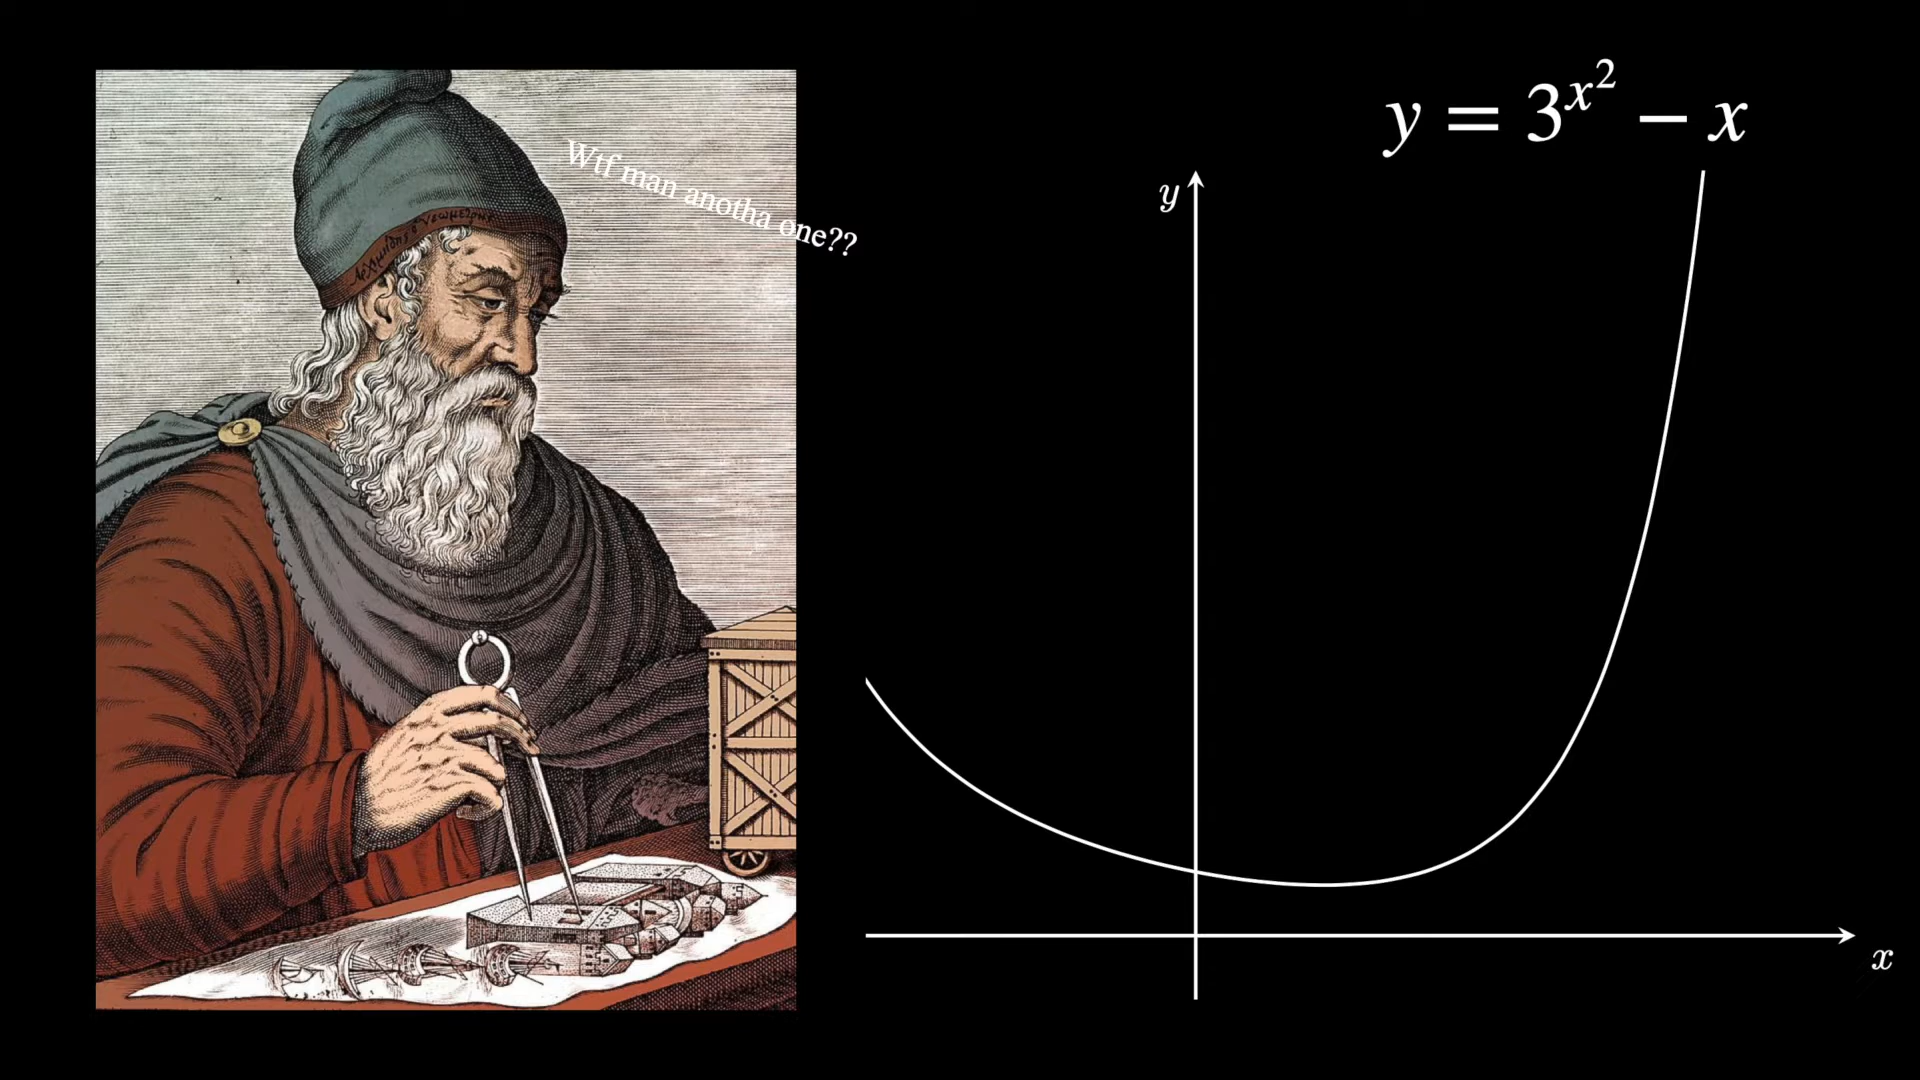 Wtf man anotha one??
y = 3^{x^2} − x
y
x